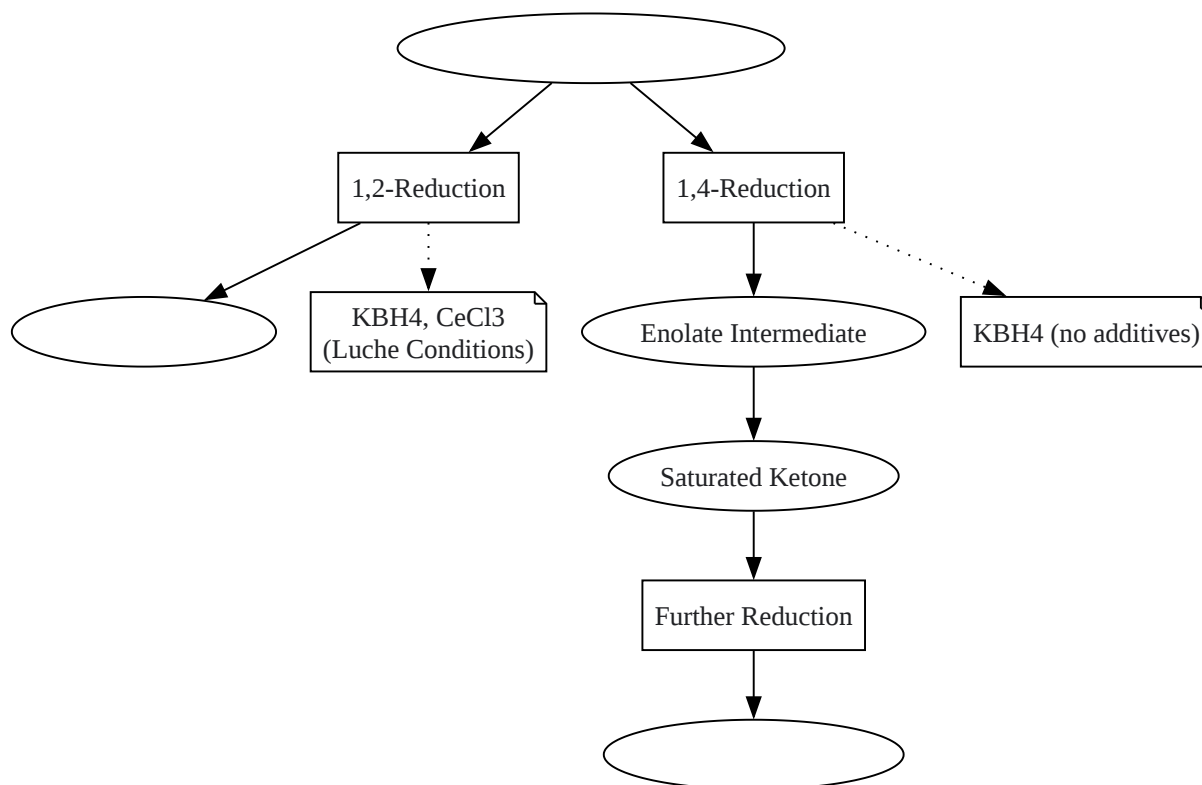 1,2-Reduction
1,4-Reduction
KBH4, CeCl3
(Luche Conditions)
Enolate Intermediate
KBH4 (no additives)
Saturated Ketone
Further Reduction